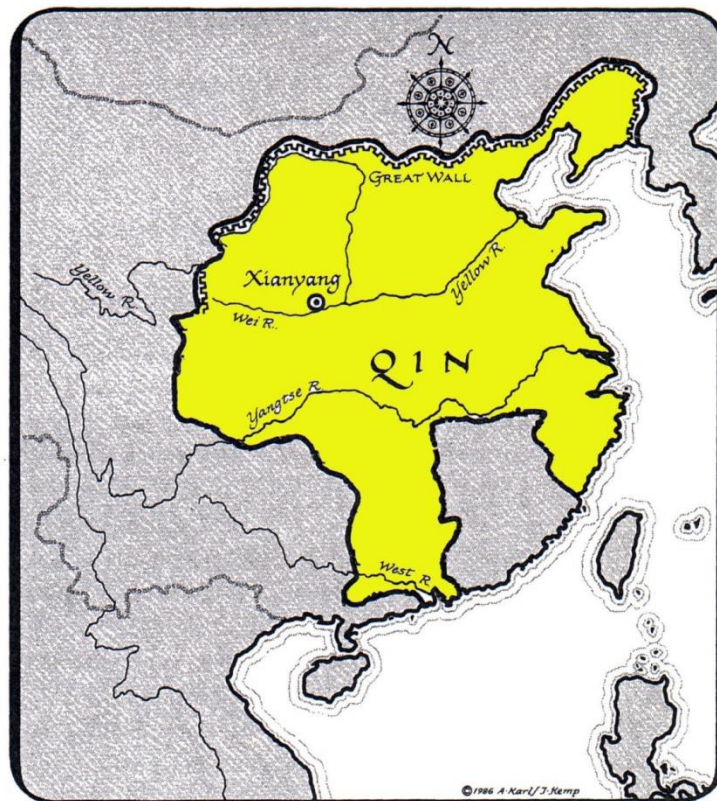 N
GREAT WALL
Yellow R.
Xianyang
Yellow R.
Wei R..
QIN
Yangtse R
West R
©1986 A·Karl/J·Kemp